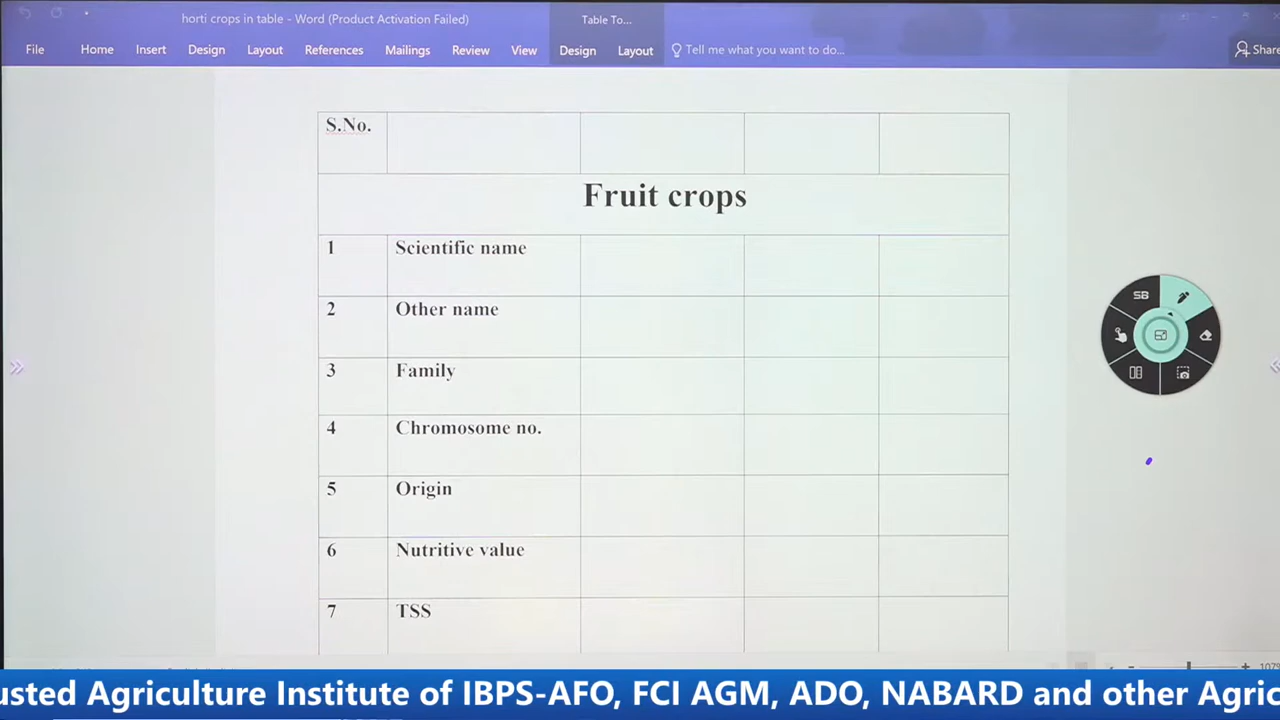 horti crops in table - Word (Product Activation Failed)
Table To...
File Home Insert Design Layout References Mailings Review View Design Layout Tell me what you want to do... Share
S.No.
Fruit crops
1 Scientific name
SB
2 Other name
3 Family
4 Chromosome no.
5 Origin
6 Nutritive value
7 TSS
107%
usted Agriculture Institute of IBPS-AFO, FCI AGM, ADO, NABARD and other Agric